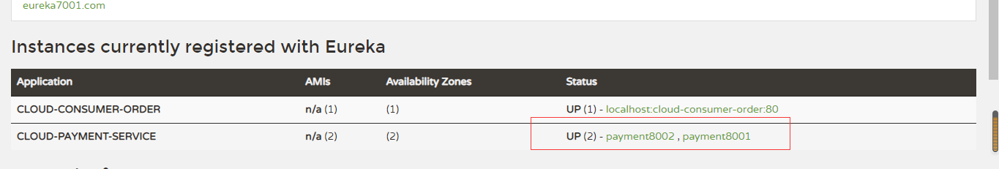 eureka7001.com
Instances currently registered with Eureka
Application AMIs Availability Zones Status
CLOUD-CONSUMER-ORDER n/a (1) (1) UP (1) - localhost:cloud-consumer-order:80
CLOUD-PAYMENT-SERVICE n/a (2) (2) UP (2) - payment8002 , payment8001